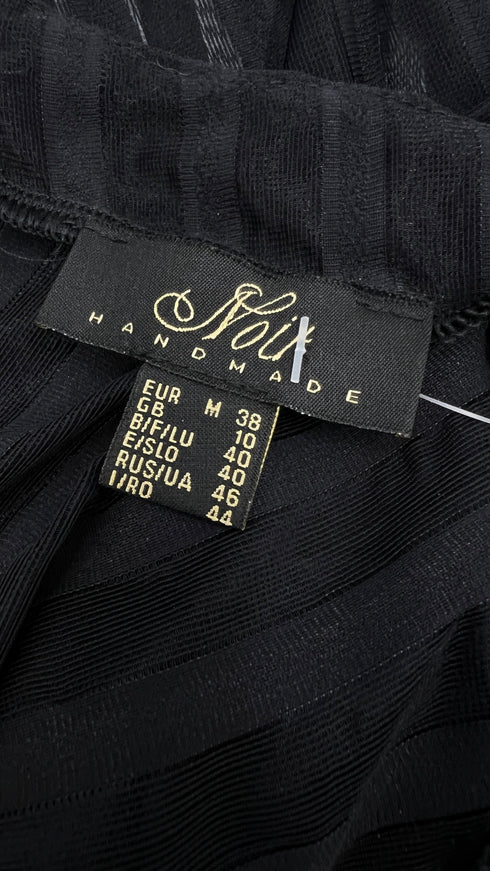 Noir
HANDMADE
EUR M 38
GB 10
B/F/LU 40
E/SLO 40
RUS/UA 46
I/RO 44